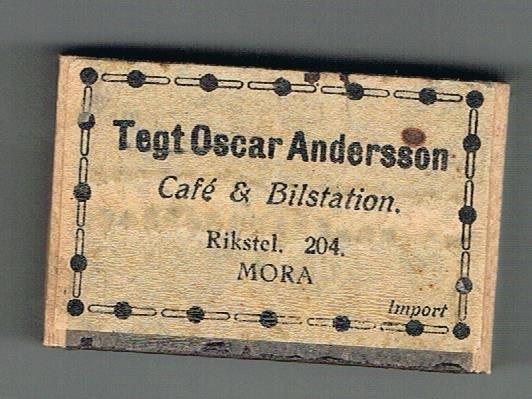 Tegt Oscar Andersson
Café & Bilstation.
Rikstel. 204.
MORA
Import